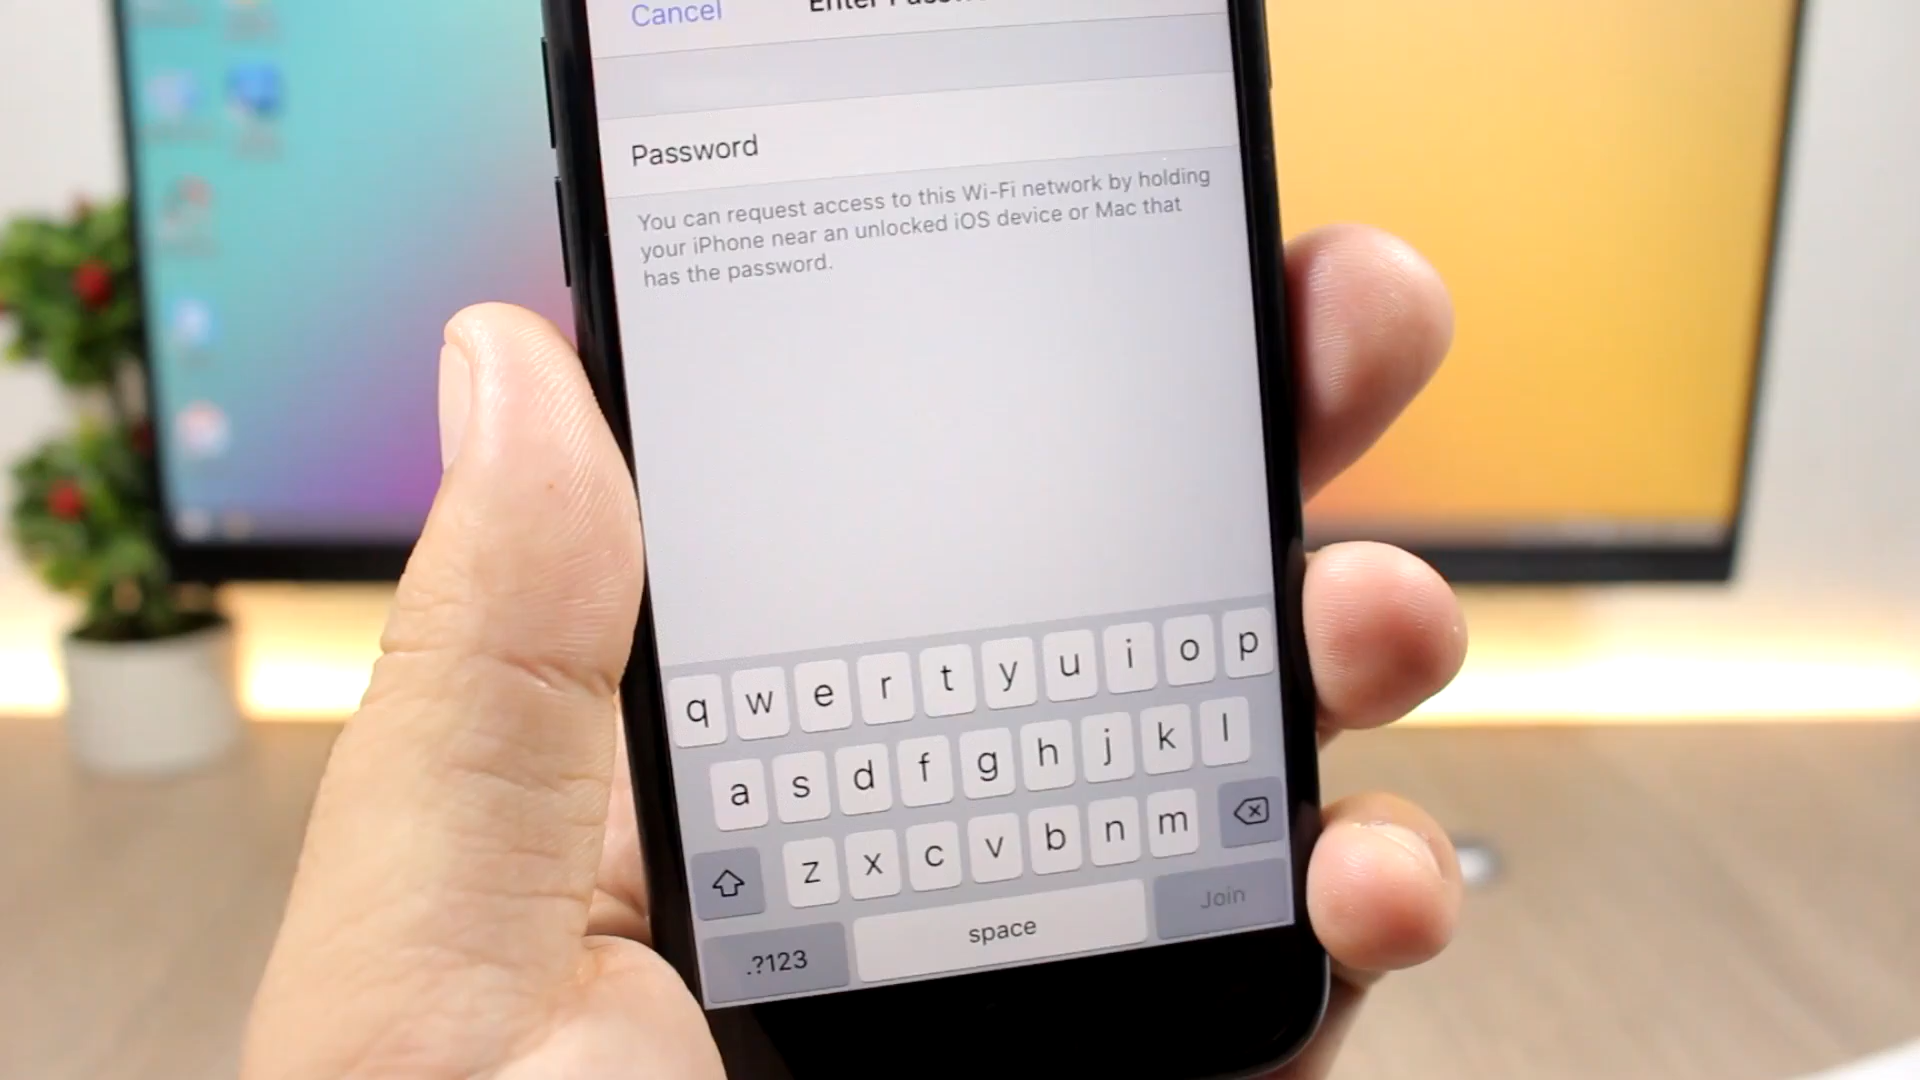 Cancel
Enter
Password
You can request access to this Wi-Fi network by holding
your iPhone near an unlocked iOS device or Mac that
has the password.
q w e r t y u i o p
a s d f g h j k l
z x c v b n m
.?123 space Join